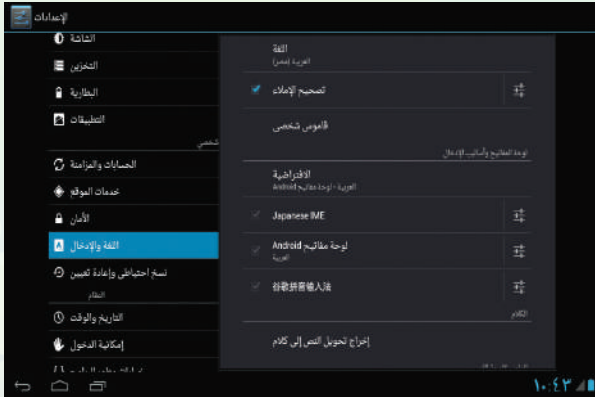 الإعدادات
الشاشة
التخزين
البطارية
التطبيقات
شخصي
الحسابات والمزامنة
خدمات الموقع
الأمان
اللغة والإدخال
نسخ احتياطى وإعادة تعيين
النظام
التاريخ والوقت
إمكانية الدخول
اللغة
العربية (مصر)
تصحيح الإملاء
قاموس شخصى
لوحة المفاتيح وأساليب الإدخال
الافتراضية
العربية - لوحة مفاتيح Android
Japanese IME
لوحة مفاتيح Android
العربية
谷歌拼音输入法
الكلام
إخراج تحويل النص إلى كلام
١٠:٤٣